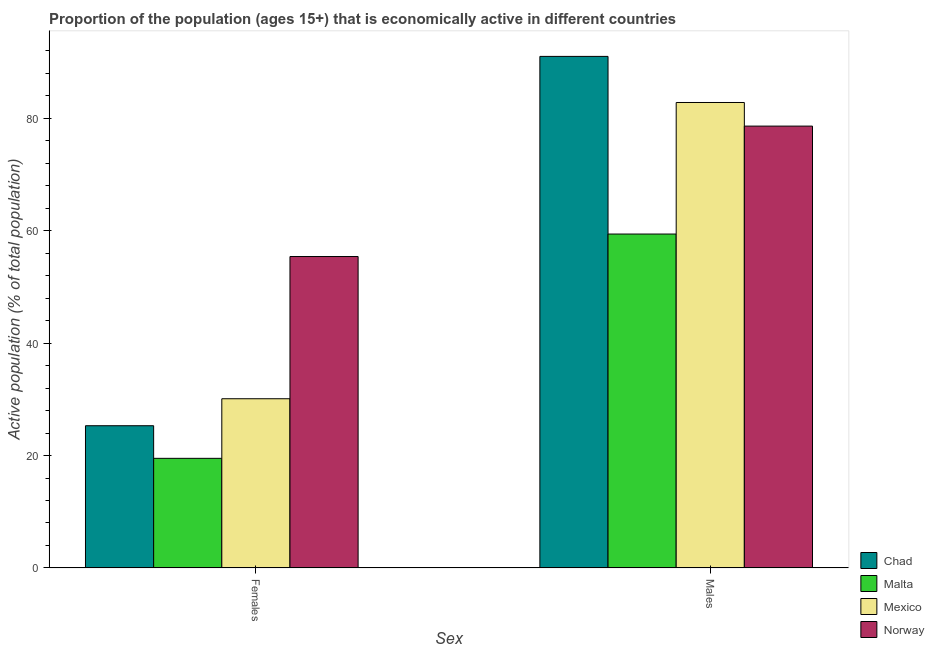 Proportion of the population (ages 15+) that is economically active in different countries
Active population (% of total population)
80
60
40
20
0
Females
Males
Sex
Chad
Malta
Mexico
Norway